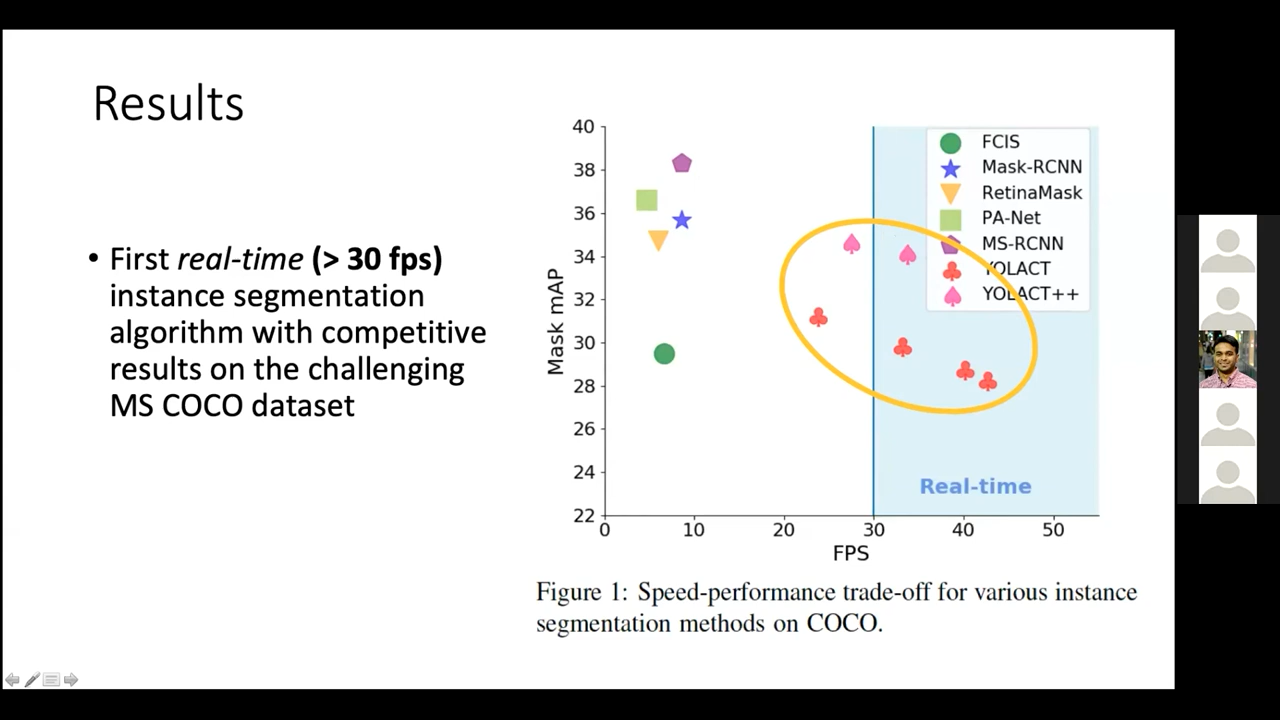 Results
• First real-time (> 30 fps)
instance segmentation
algorithm with competitive
results on the challenging
MS COCO dataset
40
38
36
34
32
30
28
26
24
22
Mask mAP
FCIS
Mask-RCNN
RetinaMask
PA-Net
MS-RCNN
YOLACT
YOLACT++
Real-time
0 10 20 30 40 50
FPS
Figure 1: Speed-performance trade-off for various instance
segmentation methods on COCO.